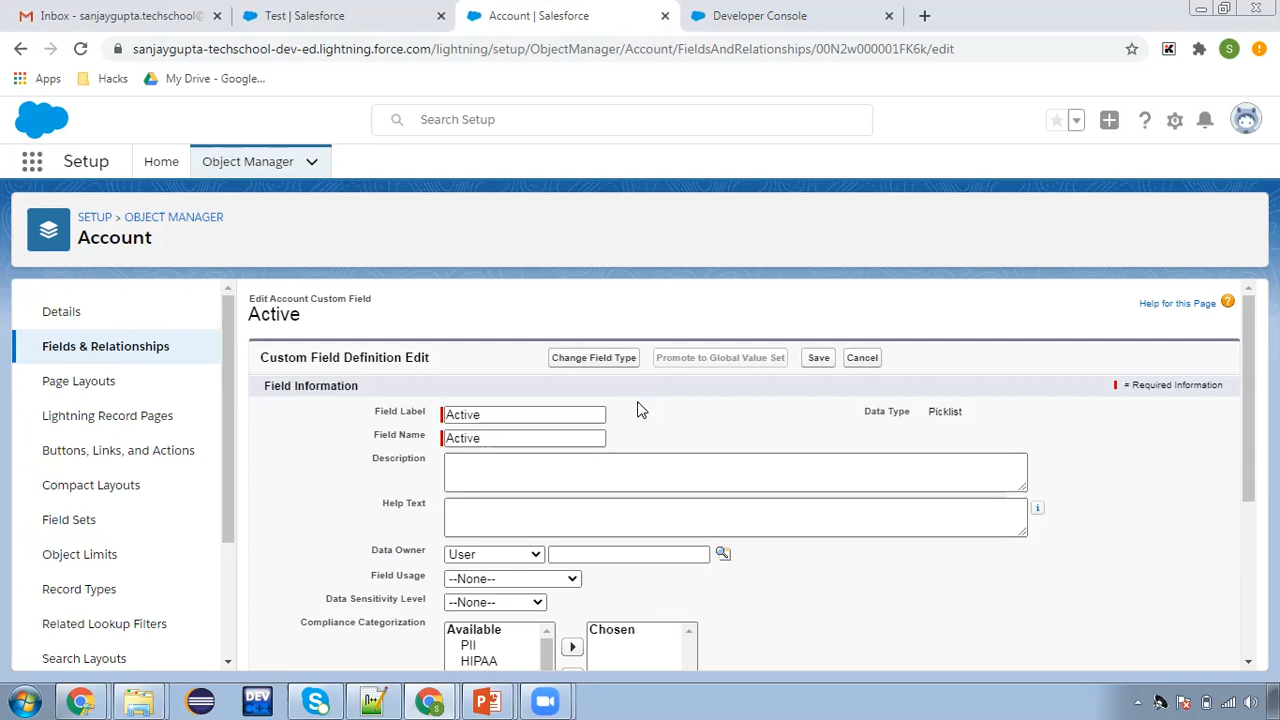 Inbox - sanjaygupta.techschool@
Test | Salesforce
Account | Salesforce
Developer Console
sanjaygupta-techschool-dev-ed.lightning.force.com/lightning/setup/ObjectManager/Account/FieldsAndRelationships/00N2w000001FK6k/edit
S
Apps
Hacks
My Drive - Google...
Search Setup
Setup
Home
Object Manager
SETUP > OBJECT MANAGER
Account
Details
Fields & Relationships
Page Layouts
Lightning Record Pages
Buttons, Links, and Actions
Compact Layouts
Field Sets
Object Limits
Record Types
Related Lookup Filters
Search Layouts
Edit Account Custom Field
Active
Help for this Page
Custom Field Definition Edit
Change Field Type
Promote to Global Value Set
Save
Cancel
Field Information
= Required Information
Field Label
Active
Data Type
Picklist
Field Name
Active
Description
Help Text
Data Owner
User
Field Usage
--None--
Data Sensitivity Level
--None--
Compliance Categorization
Available
Chosen
PII
HIPAA
DEV
C++